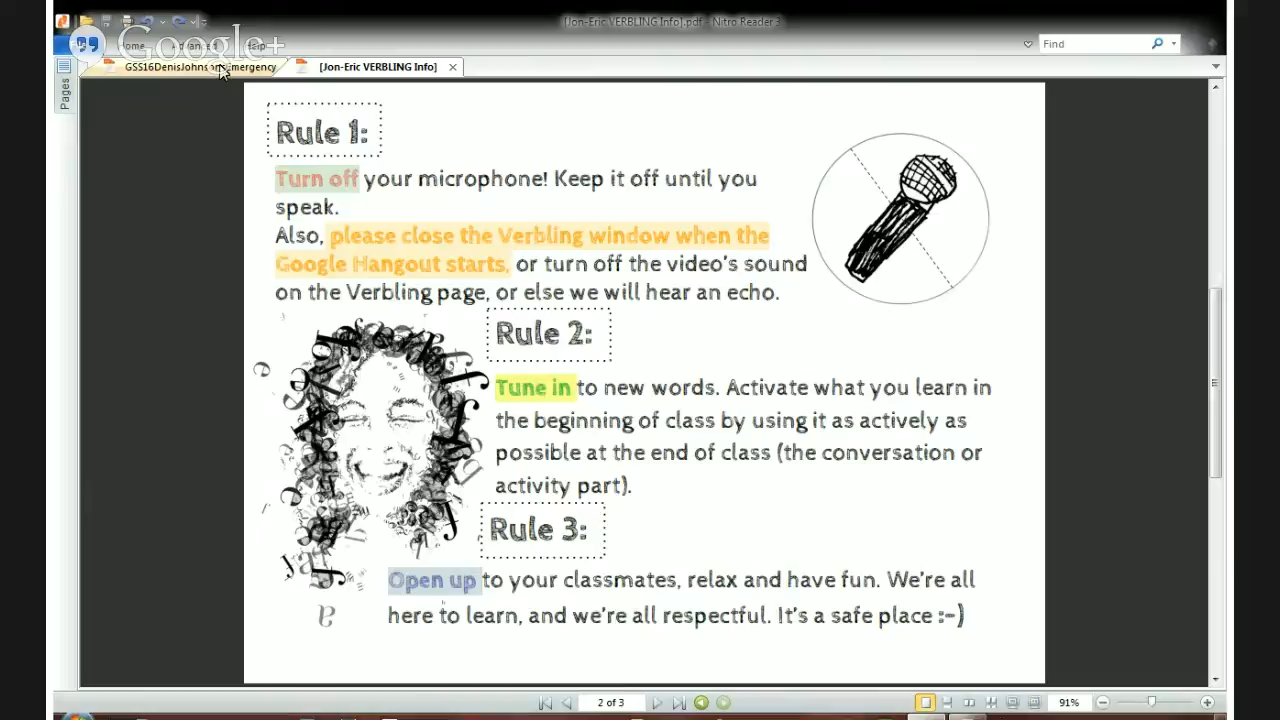 [Jon-Eric VERBLING Info].pdf - Nitro Reader 3
Google+
Home Advanced Help
Find
GSS16DenisJohnson Emergency
[Jon-Eric VERBLING Info]
Pages
Rule 1:
Turn off your microphone! Keep it off until you
speak.
Also, please close the Verbling window when the
Google Hangout starts, or turn off the video's sound
on the Verbling page, or else we will hear an echo.
Rule 2:
Tune in to new words. Activate what you learn in
the beginning of class by using it as actively as
possible at the end of class (the conversation or
activity part).
Rule 3:
Open up to your classmates, relax and have fun. We're all
here to learn, and we're all respectful. It's a safe place :-)
2 of 3
91%